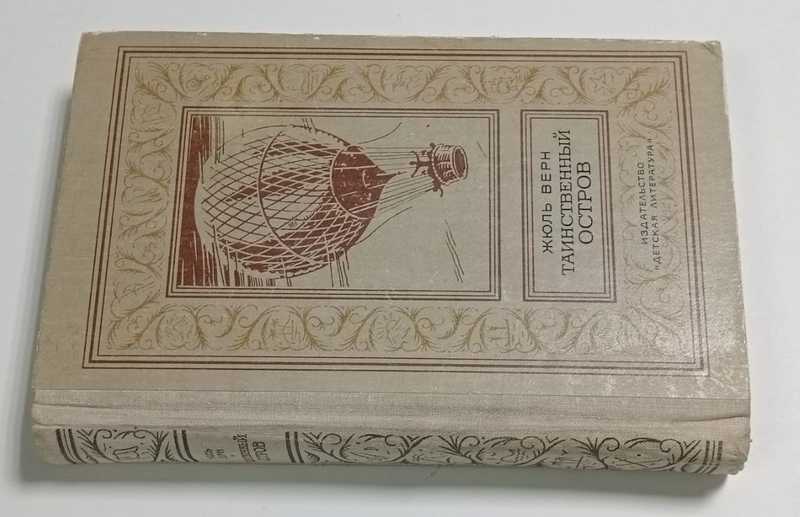 ЖЮЛЬ ВЕРН
ТАИНСТВЕННЫЙ
ОСТРОВ
ИЗДАТЕЛЬСТВО
«ДЕТСКАЯ ЛИТЕРАТУРА»